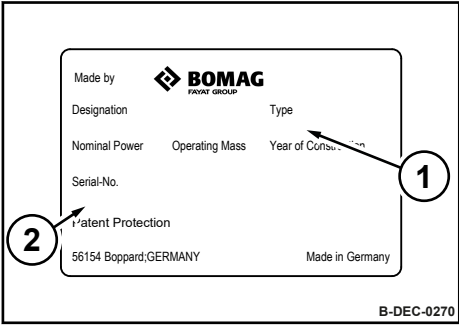 Made by BOMAG
FAYAT GROUP
Designation Type
Nominal Power Operating Mass Year of
1
Serial-No.
Patent Protection
2
56154 Boppard;GERMANY Made in Germany
B-DEC-0270